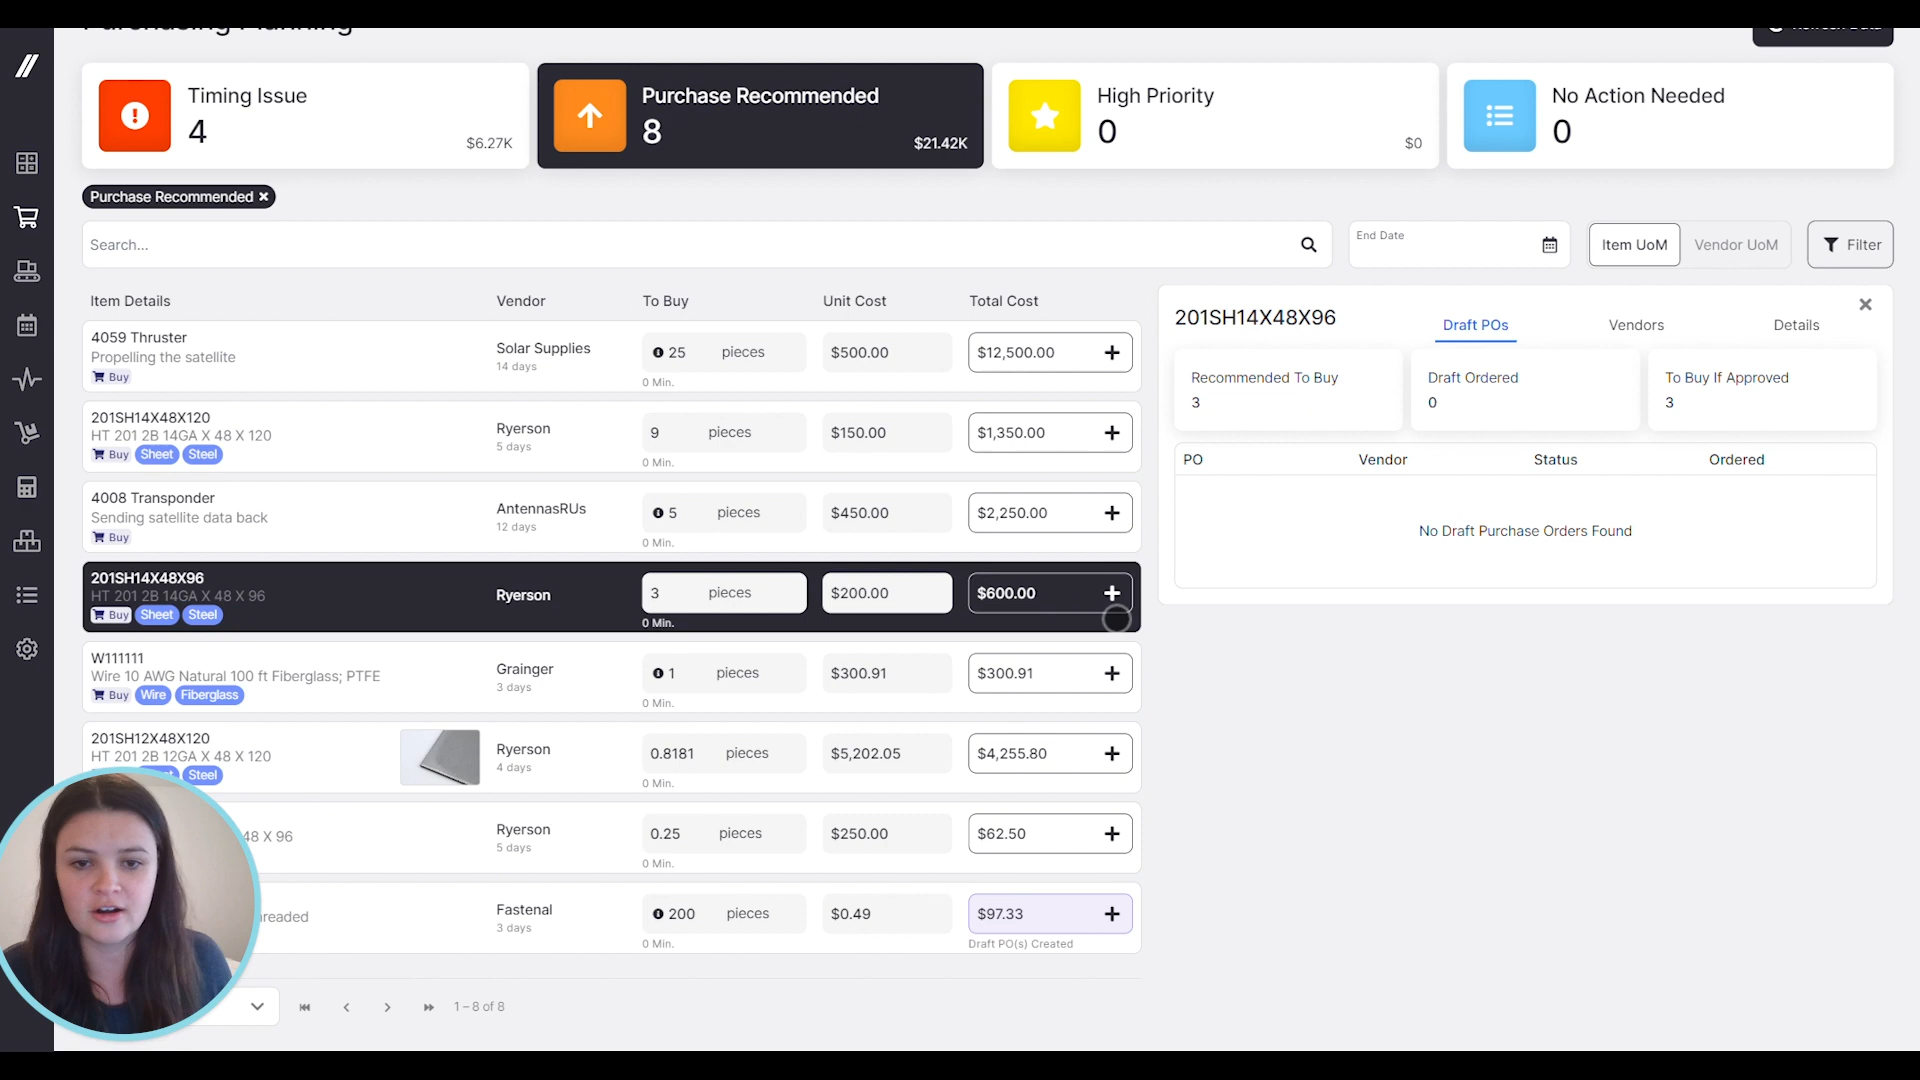 Purchasing Planning
Refresh Data
Timing Issue
4
$6.27K
Purchase Recommended
8
$21.42K
High Priority
0
$0
No Action Needed
0
Purchase Recommended
Search...
End Date
Item UoM
Vendor UoM
Filter
Item Details
Vendor
To Buy
Unit Cost
Total Cost
4059 Thruster
Propelling the satellite
Buy
Solar Supplies
14 days
25 pieces
0 Min.
$500.00
$12,500.00
201SH14X48X120
HT 201 2B 14GA X 48 X 120
Buy Sheet Steel
Ryerson
5 days
9 pieces
0 Min.
$150.00
$1,350.00
4008 Transponder
Sending satellite data back
Buy
AntennasRUs
12 days
5 pieces
0 Min.
$450.00
$2,250.00
201SH14X48X96
HT 201 2B 14GA X 48 X 96
Buy Sheet Steel
Ryerson
3 pieces
0 Min.
$200.00
$600.00
W111111
Wire 10 AWG Natural 100 ft Fiberglass; PTFE
Buy Wire Fiberglass
Grainger
3 days
1 pieces
0 Min.
$300.91
$300.91
201SH12X48X120
HT 201 2B 12GA X 48 X 120
Steel
Ryerson
4 days
0.8181 pieces
0 Min.
$5,202.05
$4,255.80
48 X 96
Ryerson
5 days
0.25 pieces
0 Min.
$250.00
$62.50
Fastenal
3 days
200 pieces
0 Min.
$0.49
$97.33
Draft PO(s) Created
1 – 8 of 8
201SH14X48X96
Draft POs
Vendors
Details
Recommended To Buy
3
Draft Ordered
0
To Buy If Approved
3
PO
Vendor
Status
Ordered
No Draft Purchase Orders Found